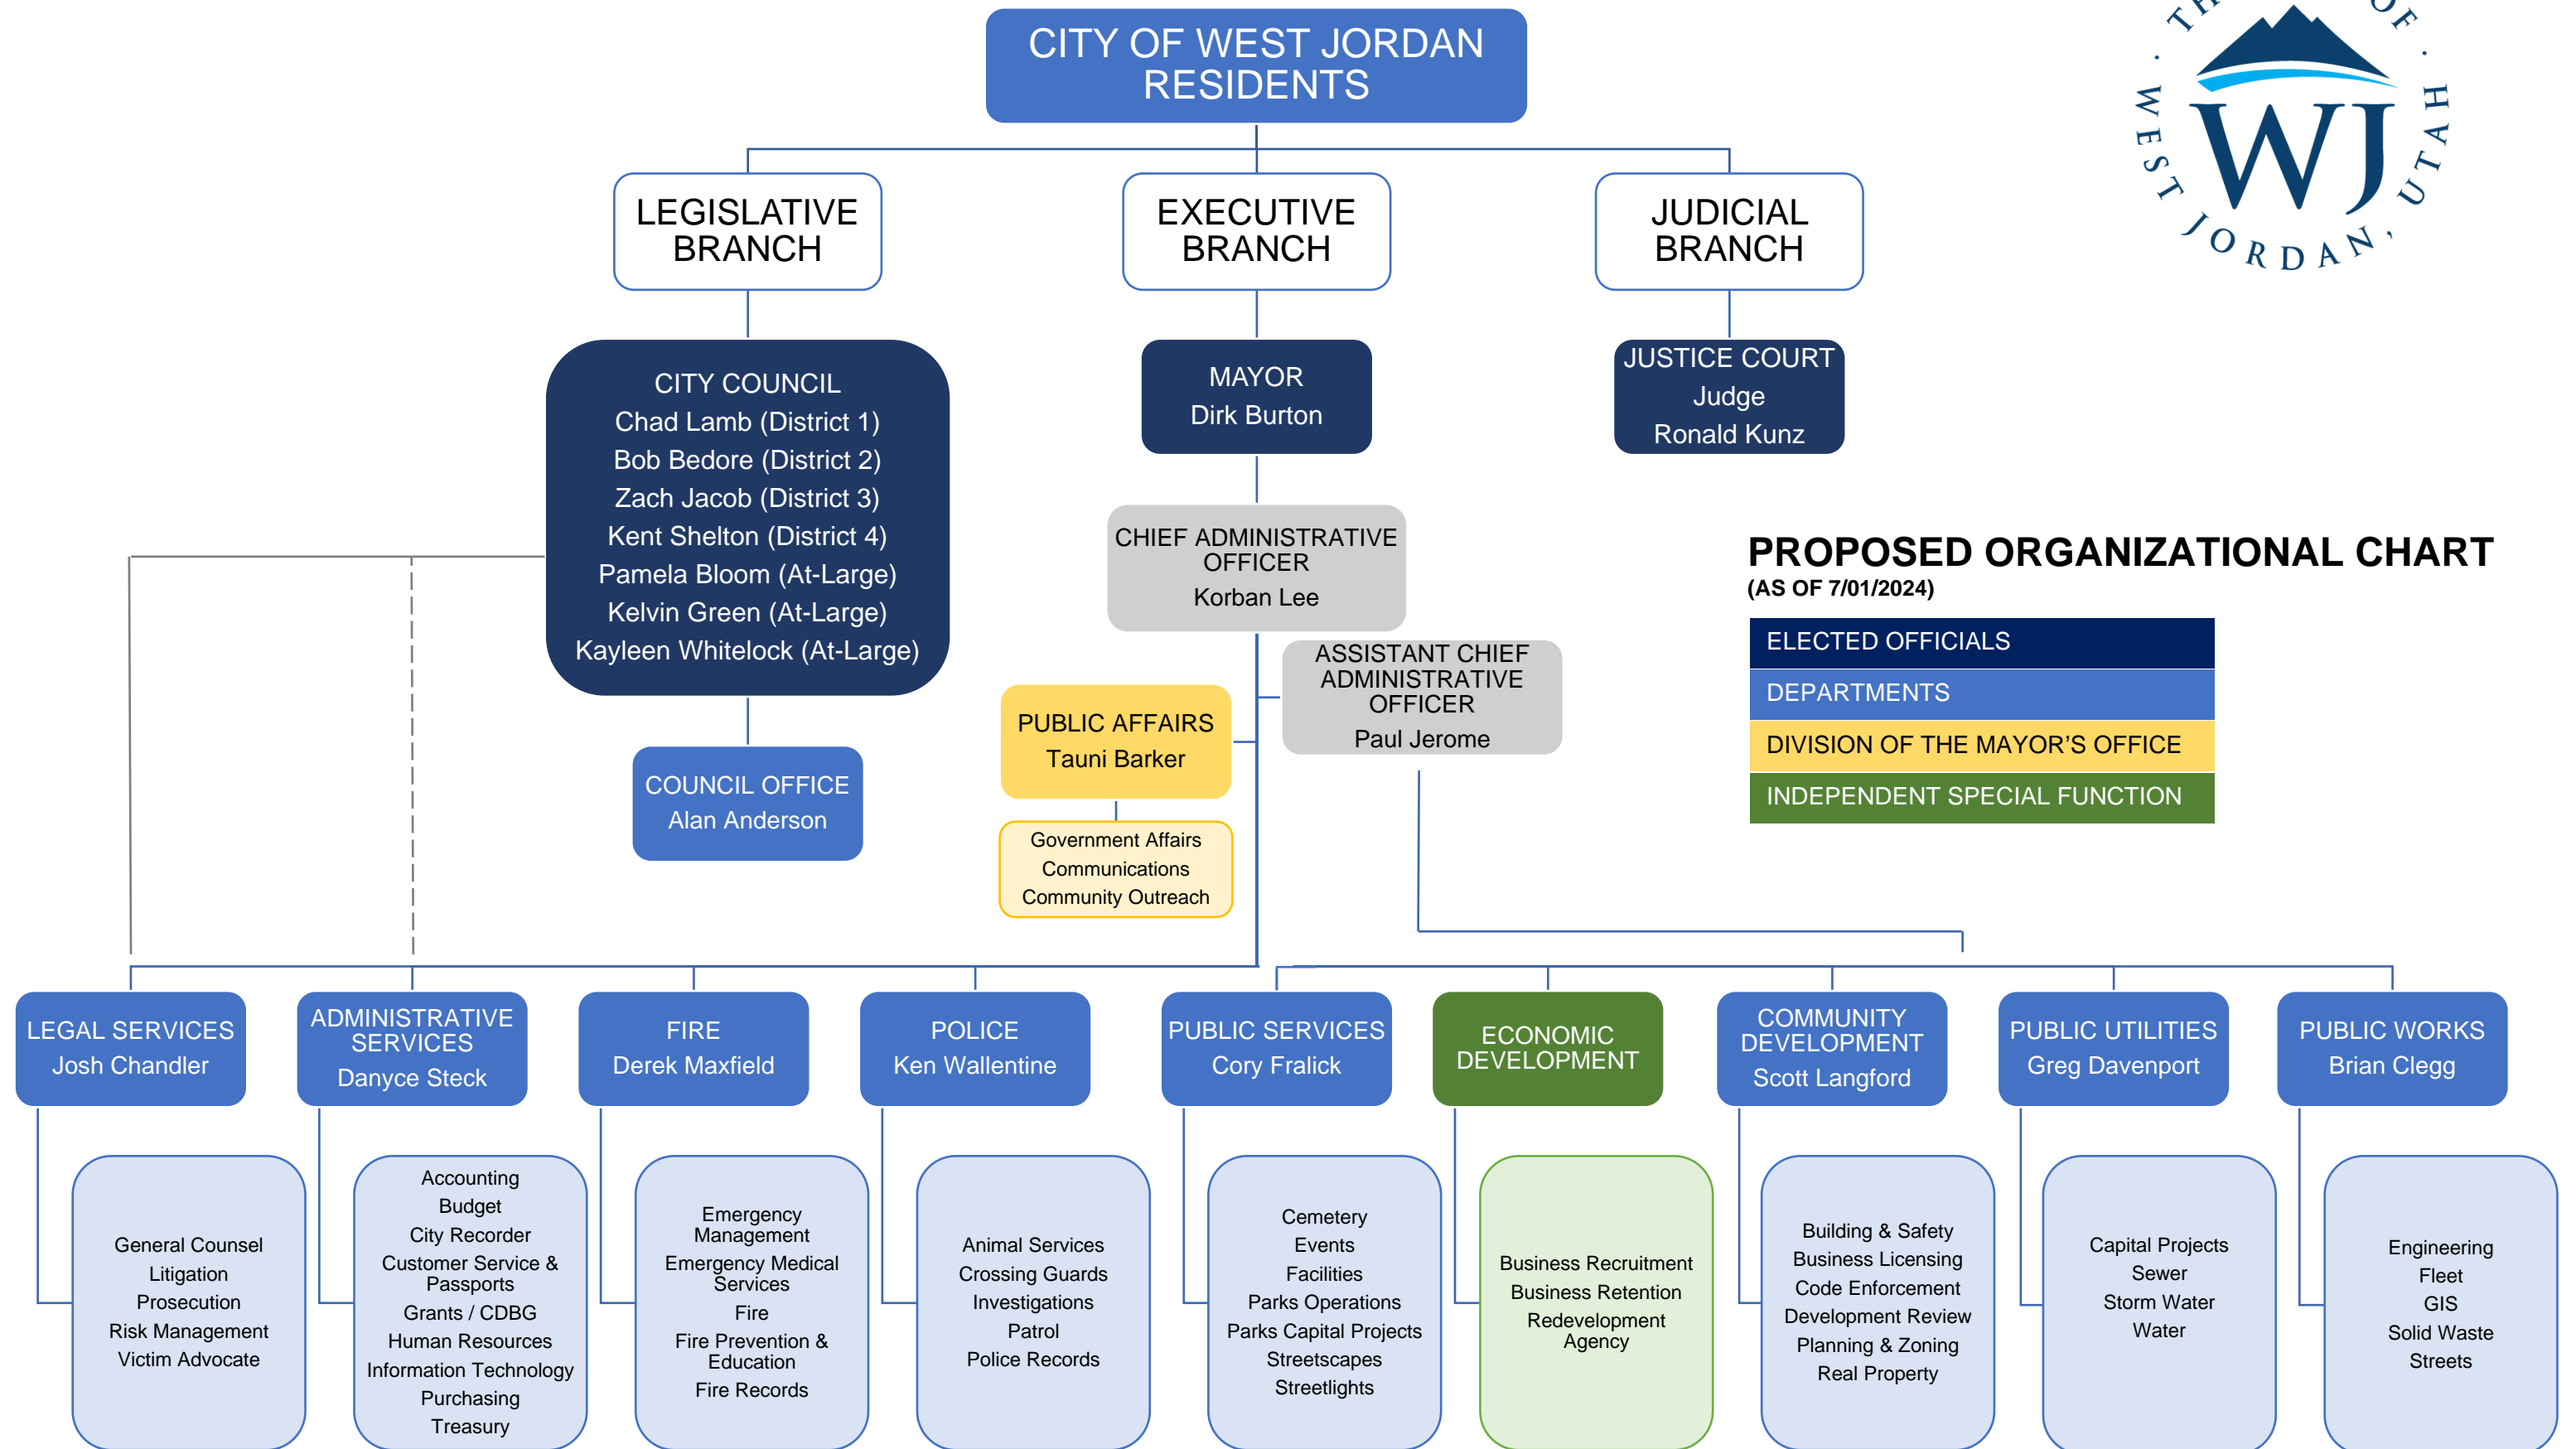 CITY OF WEST JORDAN
RESIDENTS
OF
WEST JORDAN, UTAH
WJ
LEGISLATIVE
BRANCH
EXECUTIVE
BRANCH
JUDICIAL
BRANCH
CITY COUNCIL
Chad Lamb (District 1)
Bob Bedore (District 2)
Zach Jacob (District 3)
Kent Shelton (District 4)
Pamela Bloom (At-Large)
Kelvin Green (At-Large)
Kayleen Whitelock (At-Large)
MAYOR
Dirk Burton
JUSTICE COURT
Judge
Ronald Kunz
CHIEF ADMINISTRATIVE
OFFICER
Korban Lee
ASSISTANT CHIEF
ADMINISTRATIVE
OFFICER
Paul Jerome
PUBLIC AFFAIRS
Tauni Barker
Government Affairs
Communications
Community Outreach
COUNCIL OFFICE
Alan Anderson
PROPOSED ORGANIZATIONAL CHART
(AS OF 7/01/2024)
ELECTED OFFICIALS
DEPARTMENTS
DIVISION OF THE MAYOR’S OFFICE
INDEPENDENT SPECIAL FUNCTION
LEGAL SERVICES
Josh Chandler
ADMINISTRATIVE
SERVICES
Danyce Steck
FIRE
Derek Maxfield
POLICE
Ken Wallentine
PUBLIC SERVICES
Cory Fralick
ECONOMIC
DEVELOPMENT
COMMUNITY
DEVELOPMENT
Scott Langford
PUBLIC UTILITIES
Greg Davenport
PUBLIC WORKS
Brian Clegg
General Counsel
Litigation
Prosecution
Risk Management
Victim Advocate
Accounting
Budget
City Recorder
Customer Service &
Passports
Grants / CDBG
Human Resources
Information Technology
Purchasing
Treasury
Emergency
Management
Emergency Medical
Services
Fire
Fire Prevention &
Education
Fire Records
Animal Services
Crossing Guards
Investigations
Patrol
Police Records
Cemetery
Events
Facilities
Parks Operations
Parks Capital Projects
Streetscapes
Streetlights
Business Recruitment
Business Retention
Redevelopment
Agency
Building & Safety
Business Licensing
Code Enforcement
Development Review
Planning & Zoning
Real Property
Capital Projects
Sewer
Storm Water
Water
Engineering
Fleet
GIS
Solid Waste
Streets